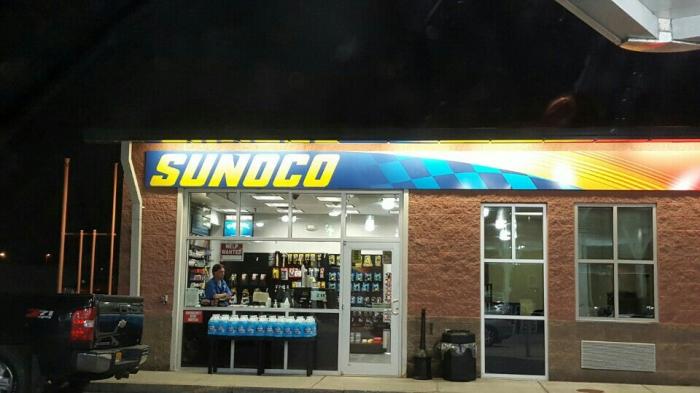 SUNOCO
HELP
WANTED
Z71